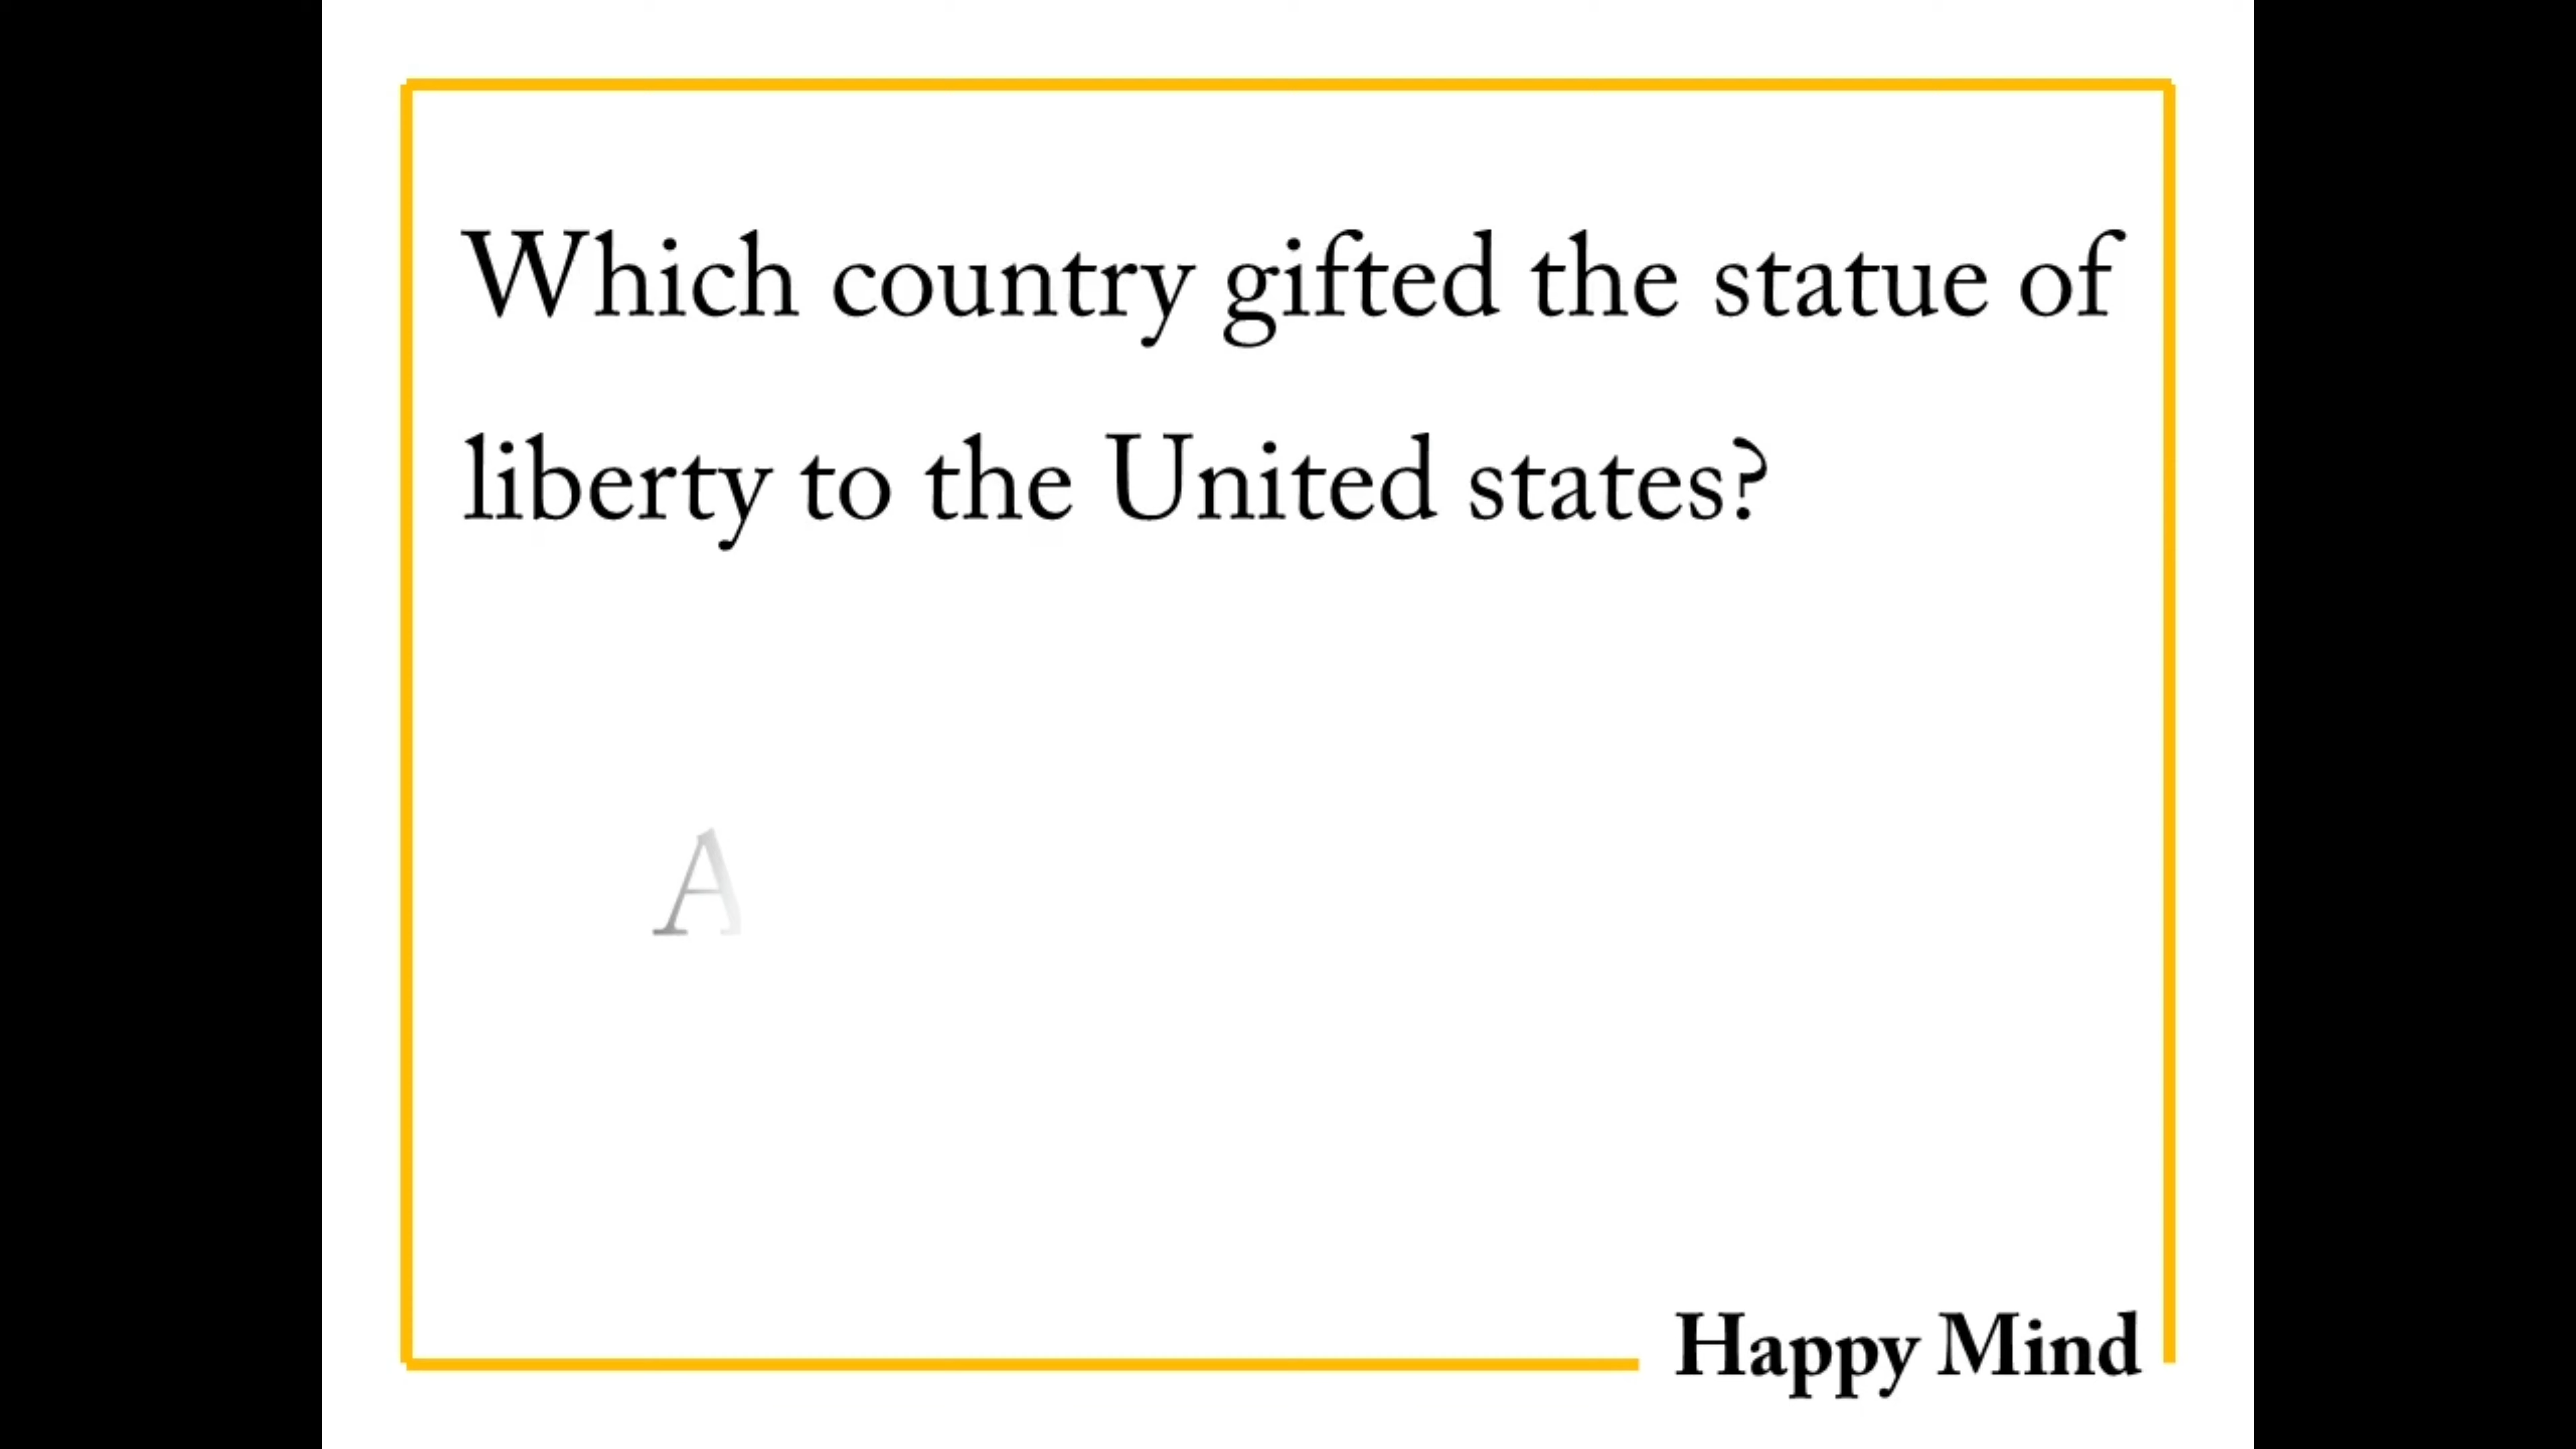 Which country gifted the statue of
liberty to the United states?
A
Happy Mind